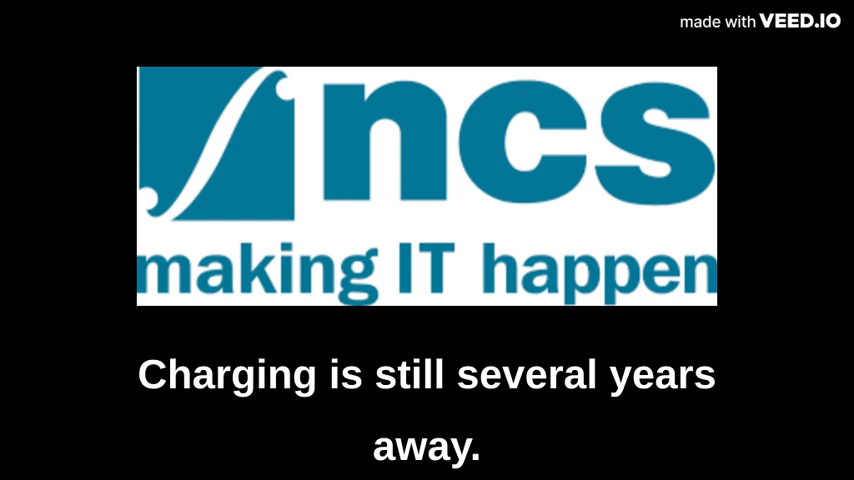 made with VEED.IO
ncs
making IT happen
Charging is still several years
away.